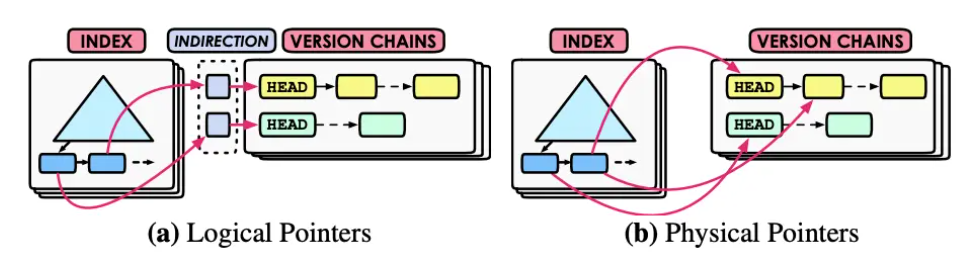 INDEX INDIRECTION VERSION CHAINS
HEAD
HEAD
(a) Logical Pointers
INDEX VERSION CHAINS
HEAD
HEAD
(b) Physical Pointers